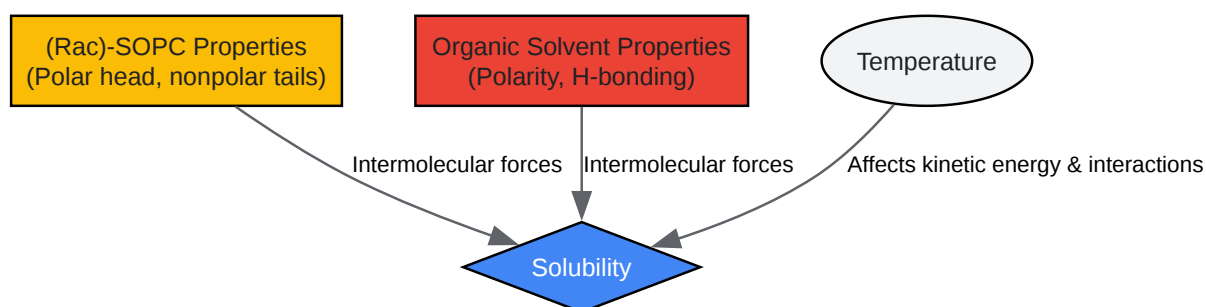 (Rac)-SOPC Properties
(Polar head, nonpolar tails)
Organic Solvent Properties
(Polarity, H-bonding)
Temperature
Intermolecular forces
Intermolecular forces
Affects kinetic energy & interactions
Solubility